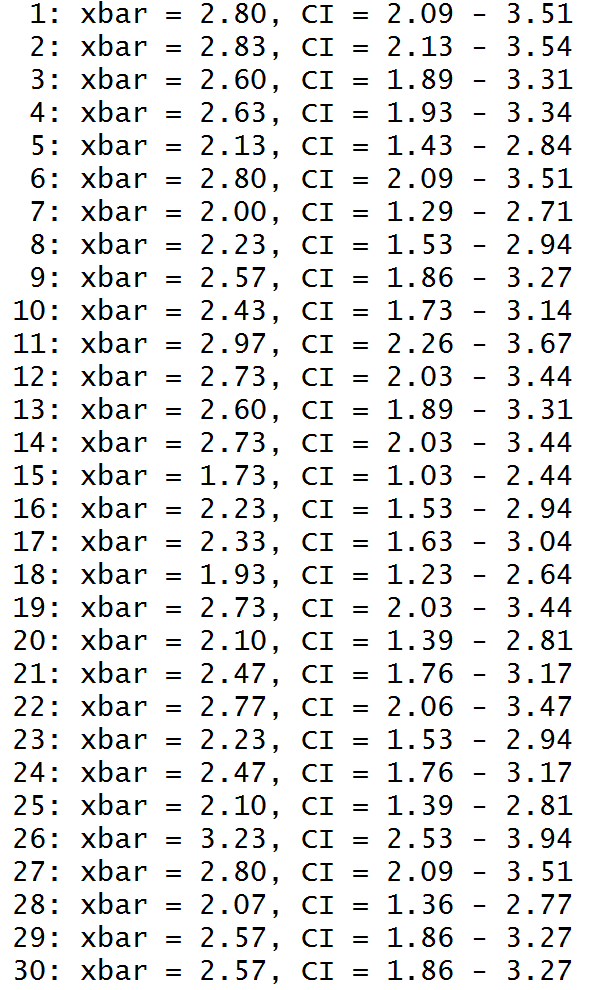 1: xbar = 2.80, CI = 2.09 - 3.51
2: xbar = 2.83, CI = 2.13 - 3.54
3: xbar = 2.60, CI = 1.89 - 3.31
4: xbar = 2.63, CI = 1.93 - 3.34
5: xbar = 2.13, CI = 1.43 - 2.84
6: xbar = 2.80, CI = 2.09 - 3.51
7: xbar = 2.00, CI = 1.29 - 2.71
8: xbar = 2.23, CI = 1.53 - 2.94
9: xbar = 2.57, CI = 1.86 - 3.27
10: xbar = 2.43, CI = 1.73 - 3.14
11: xbar = 2.97, CI = 2.26 - 3.67
12: xbar = 2.73, CI = 2.03 - 3.44
13: xbar = 2.60, CI = 1.89 - 3.31
14: xbar = 2.73, CI = 2.03 - 3.44
15: xbar = 1.73, CI = 1.03 - 2.44
16: xbar = 2.23, CI = 1.53 - 2.94
17: xbar = 2.33, CI = 1.63 - 3.04
18: xbar = 1.93, CI = 1.23 - 2.64
19: xbar = 2.73, CI = 2.03 - 3.44
20: xbar = 2.10, CI = 1.39 - 2.81
21: xbar = 2.47, CI = 1.76 - 3.17
22: xbar = 2.77, CI = 2.06 - 3.47
23: xbar = 2.23, CI = 1.53 - 2.94
24: xbar = 2.47, CI = 1.76 - 3.17
25: xbar = 2.10, CI = 1.39 - 2.81
26: xbar = 3.23, CI = 2.53 - 3.94
27: xbar = 2.80, CI = 2.09 - 3.51
28: xbar = 2.07, CI = 1.36 - 2.77
29: xbar = 2.57, CI = 1.86 - 3.27
30: xbar = 2.57, CI = 1.86 - 3.27